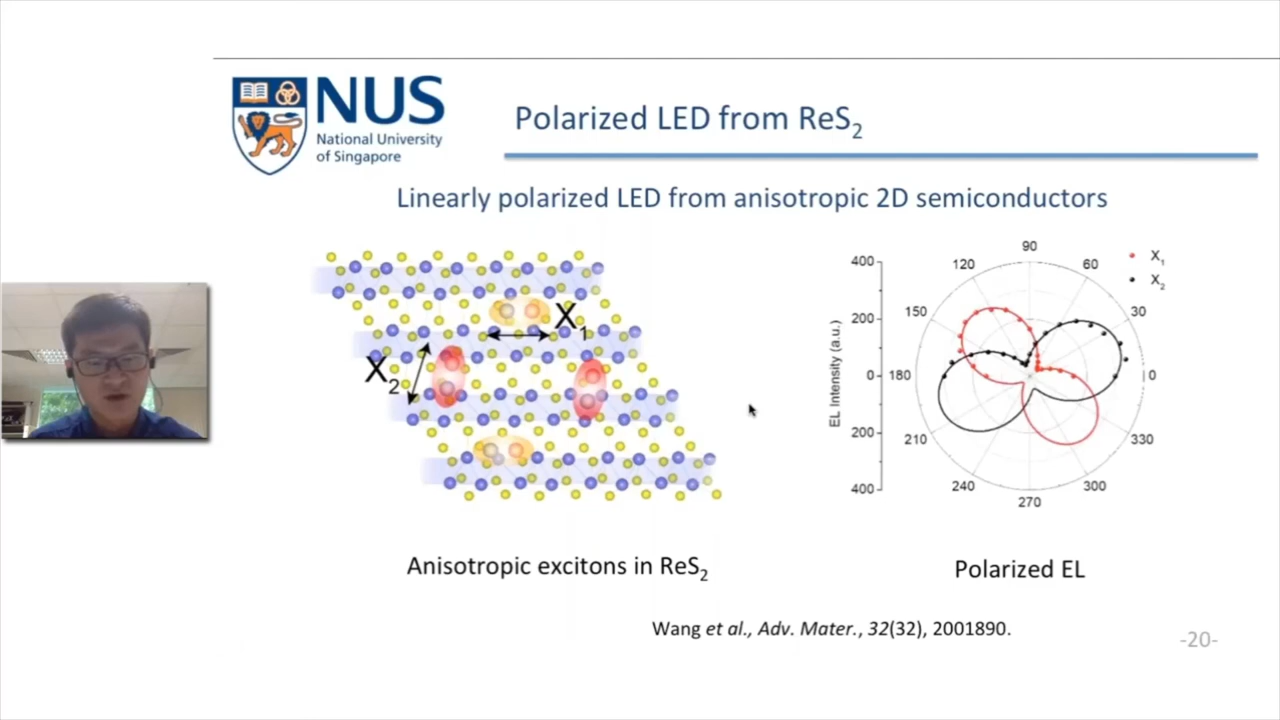 NUS
National University
of Singapore
Polarized LED from ReS2
Linearly polarized LED from anisotropic 2D semiconductors
X1
X2
Anisotropic excitons in ReS2
EL Intensity (a.u.)
400
200
0
200
400
90
60
30
0
330
300
270
240
210
180
150
120
X1
X2
Polarized EL
Wang et al., Adv. Mater., 32(32), 2001890.
-20-